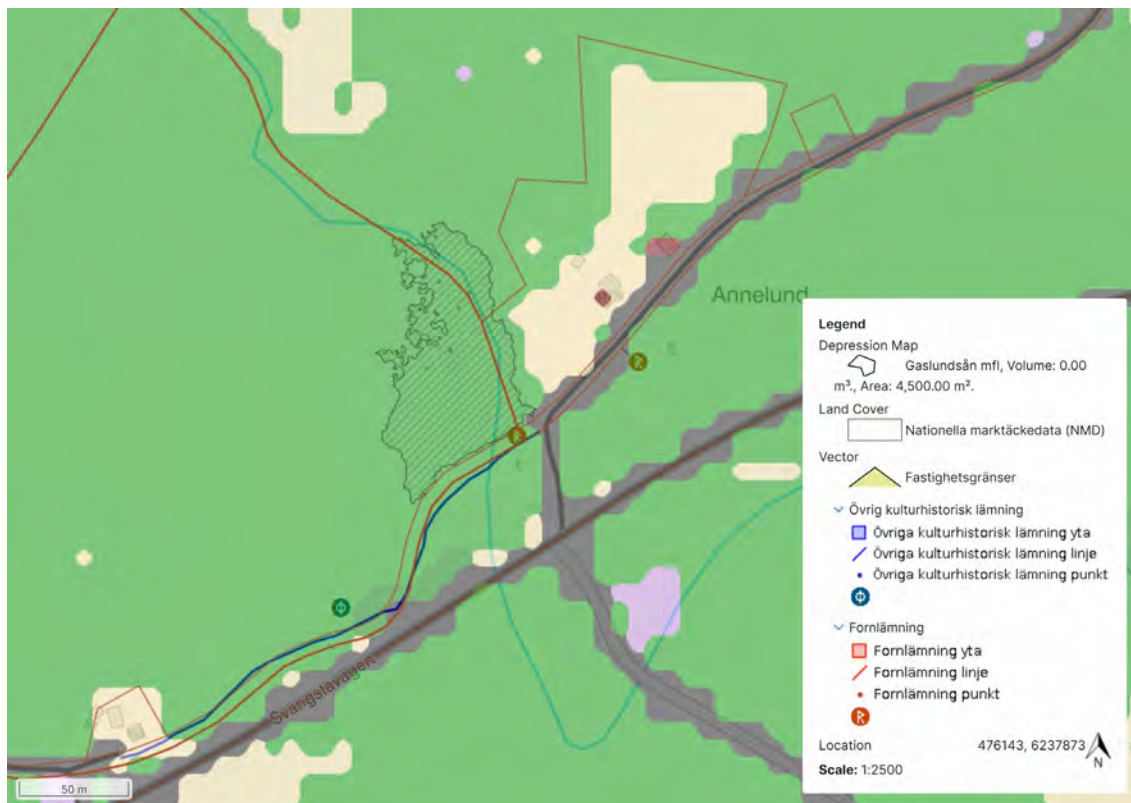 Annelund
Svängstavägen
50 m
Legend
Depression Map
Gaslundsån mfl, Volume: 0.00
m³., Area: 4,500.00 m².
Land Cover
Nationella marktäckedata (NMD)
Vector
Fastighetsgränser
Övrig kulturhistorisk lämning
Övriga kulturhistorisk lämning yta
Övriga kulturhistorisk lämning linje
Övriga kulturhistorisk lämning punkt
Fornlämning
Fornlämning yta
Fornlämning linje
Fornlämning punkt
Location 476143, 6237873
Scale: 1:2500
N